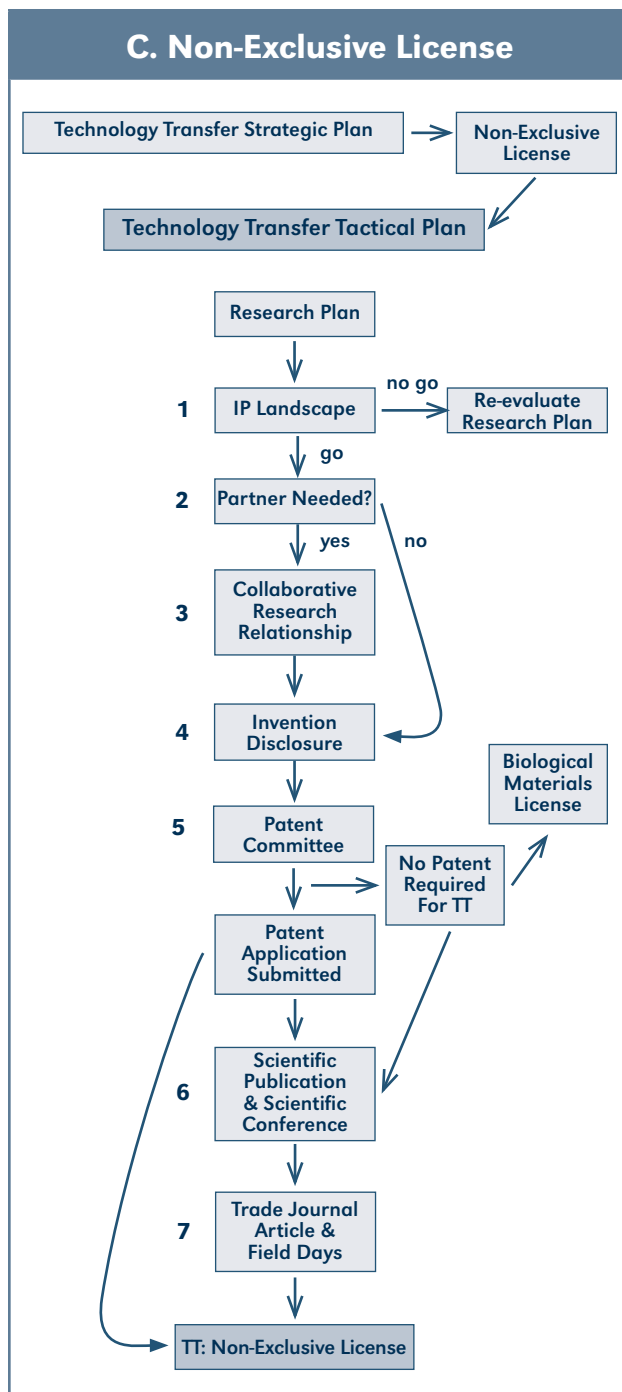 C. Non-Exclusive License
Technology Transfer Strategic Plan
Non-Exclusive
License
Technology Transfer Tactical Plan
Research Plan
1
IP Landscape
no go
Re-evaluate
Research Plan
go
2
Partner Needed?
yes
no
3
Collaborative
Research
Relationship
4
Invention
Disclosure
Biological
Materials
License
5
Patent
Committee
No Patent
Required
For TT
Patent
Application
Submitted
6
Scientific
Publication
& Scientific
Conference
7
Trade Journal
Article &
Field Days
TT: Non-Exclusive License